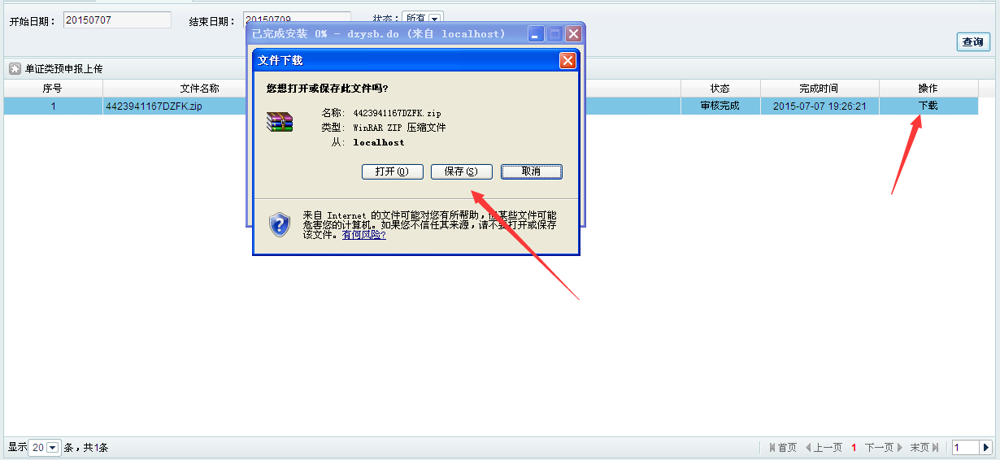 开始日期： 20150707 结束日期： 20150709 状态： 所有
查询
单证类预申报上传
序号 文件名称 状态 完成时间 操作
1 4423941167DZFK.zip 审核完成 2015-07-07 19:26:21 下载
已完成安装 0% - dzysb.do (来自 localhost)
文件下载
您想打开或保存此文件吗?
名称: 4423941167DZFK.zip
类型: WinRAR ZIP 压缩文件
从: localhost
打开(O) 保存(S) 取消
来自 Internet 的文件可能对您有所帮助，但某些文件可能
危害您的计算机。如果您不信任其来源，请不要打开或保存
该文件。有何风险?
显示 20 条，共1条 首页 上一页 1 下一页 末页 1